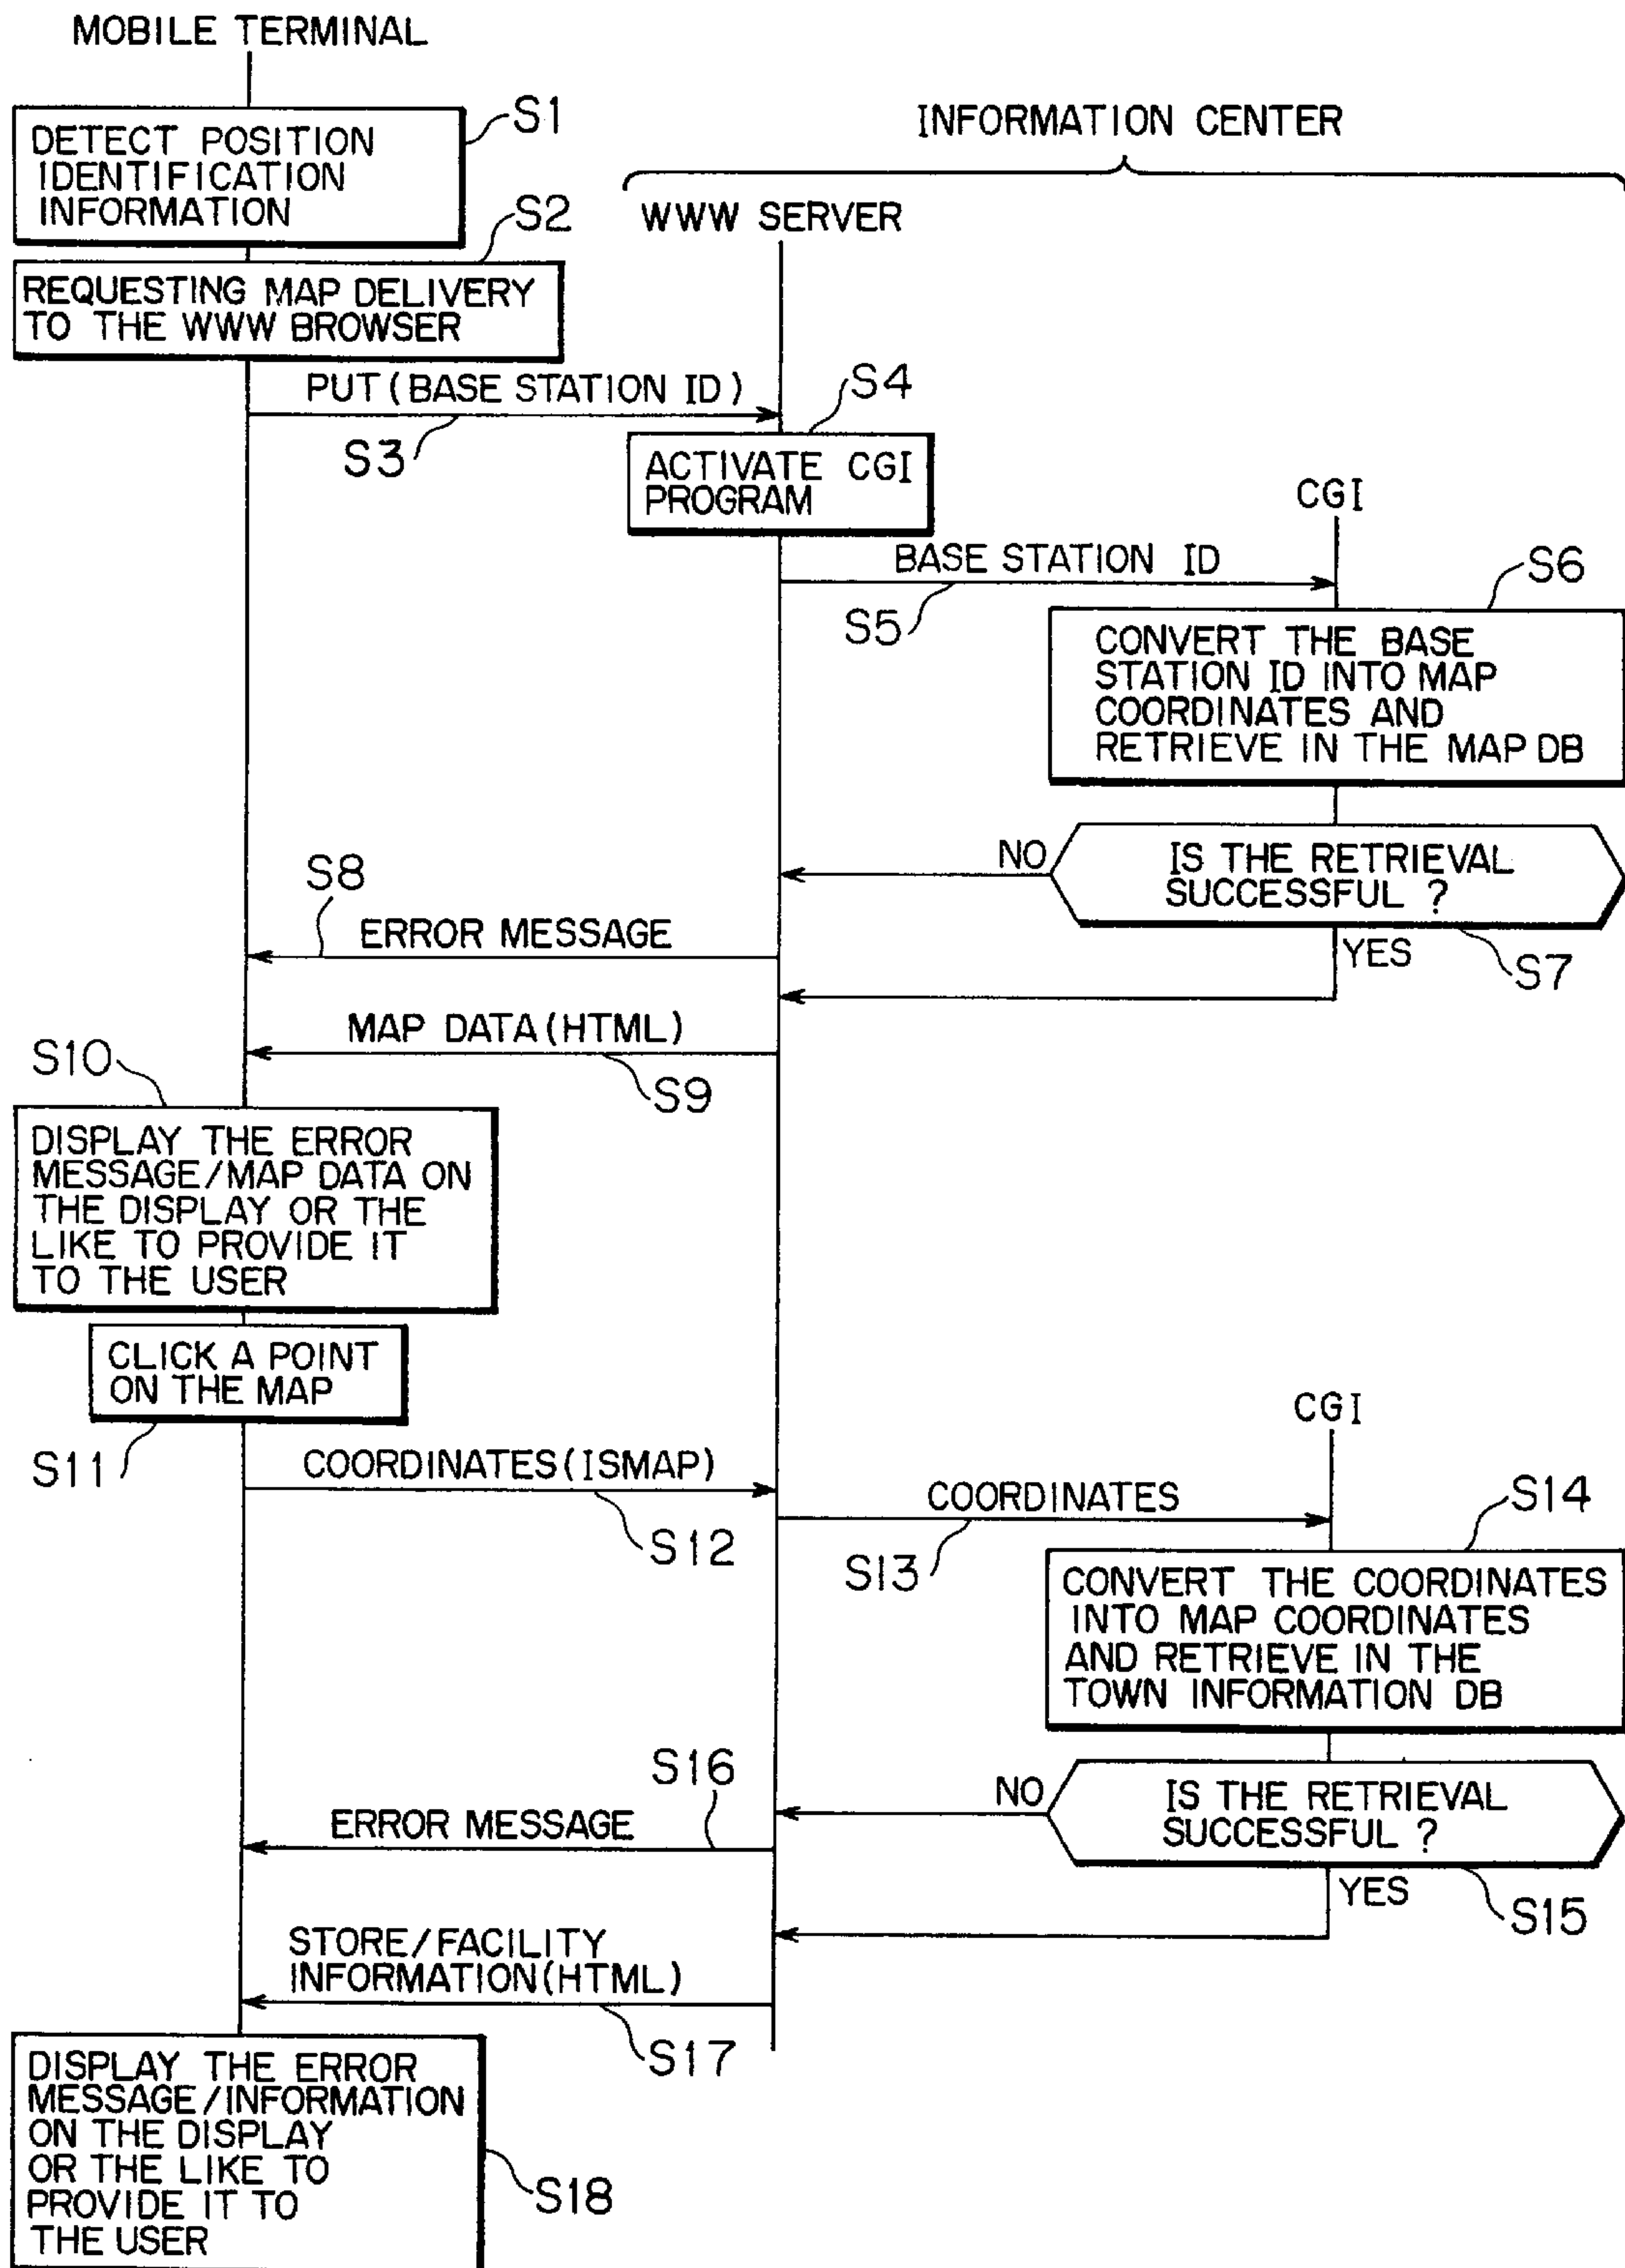 MOBILE TERMINAL
S1
DETECT POSITION
IDENTIFICATION
INFORMATION
INFORMATION CENTER
S2
WWW SERVER
REQUESTING MAP DELIVERY
TO THE WWW BROWSER
PUT (BASE STATION ID)
S3
S4
ACTIVATE CGI
PROGRAM
CGI
BASE STATION ID
S5
S6
CONVERT THE BASE
STATION ID INTO MAP
COORDINATES AND
RETRIEVE IN THE MAP DB
NO
IS THE RETRIEVAL
SUCCESSFUL ?
S8
ERROR MESSAGE
YES
S7
MAP DATA (HTML)
S9
S10
DISPLAY THE ERROR
MESSAGE/MAP DATA ON
THE DISPLAY OR THE
LIKE TO PROVIDE IT
TO THE USER
CLICK A POINT
ON THE MAP
S11
CGI
COORDINATES (ISMAP)
S12
COORDINATES
S13
S14
CONVERT THE COORDINATES
INTO MAP COORDINATES
AND RETRIEVE IN THE
TOWN INFORMATION DB
S16
NO
IS THE RETRIEVAL
SUCCESSFUL ?
ERROR MESSAGE
YES
S15
STORE/FACILITY
INFORMATION (HTML)
S17
DISPLAY THE ERROR
MESSAGE/INFORMATION
ON THE DISPLAY
OR THE LIKE TO
PROVIDE IT TO
THE USER
S18